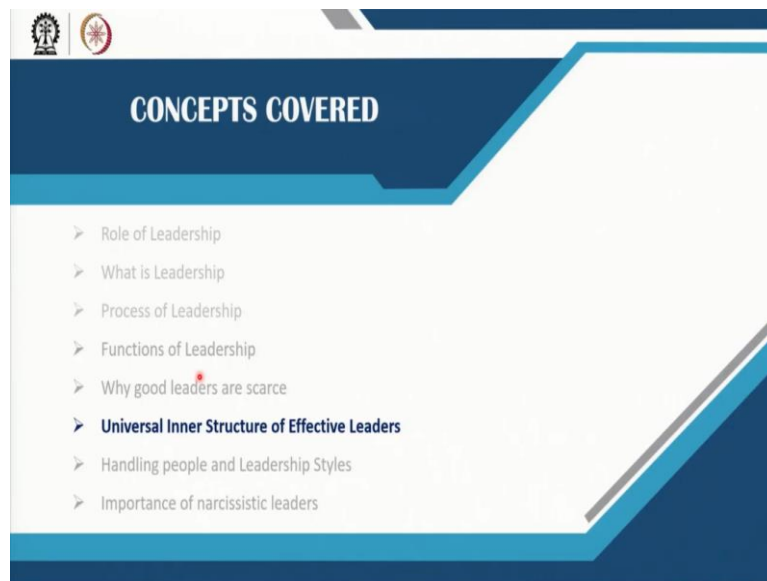 CONCEPTS COVERED
➢ Role of Leadership
➢ What is Leadership
➢ Process of Leadership
➢ Functions of Leadership
➢ Why good leaders are scarce
➢ Universal Inner Structure of Effective Leaders
➢ Handling people and Leadership Styles
➢ Importance of narcissistic leaders